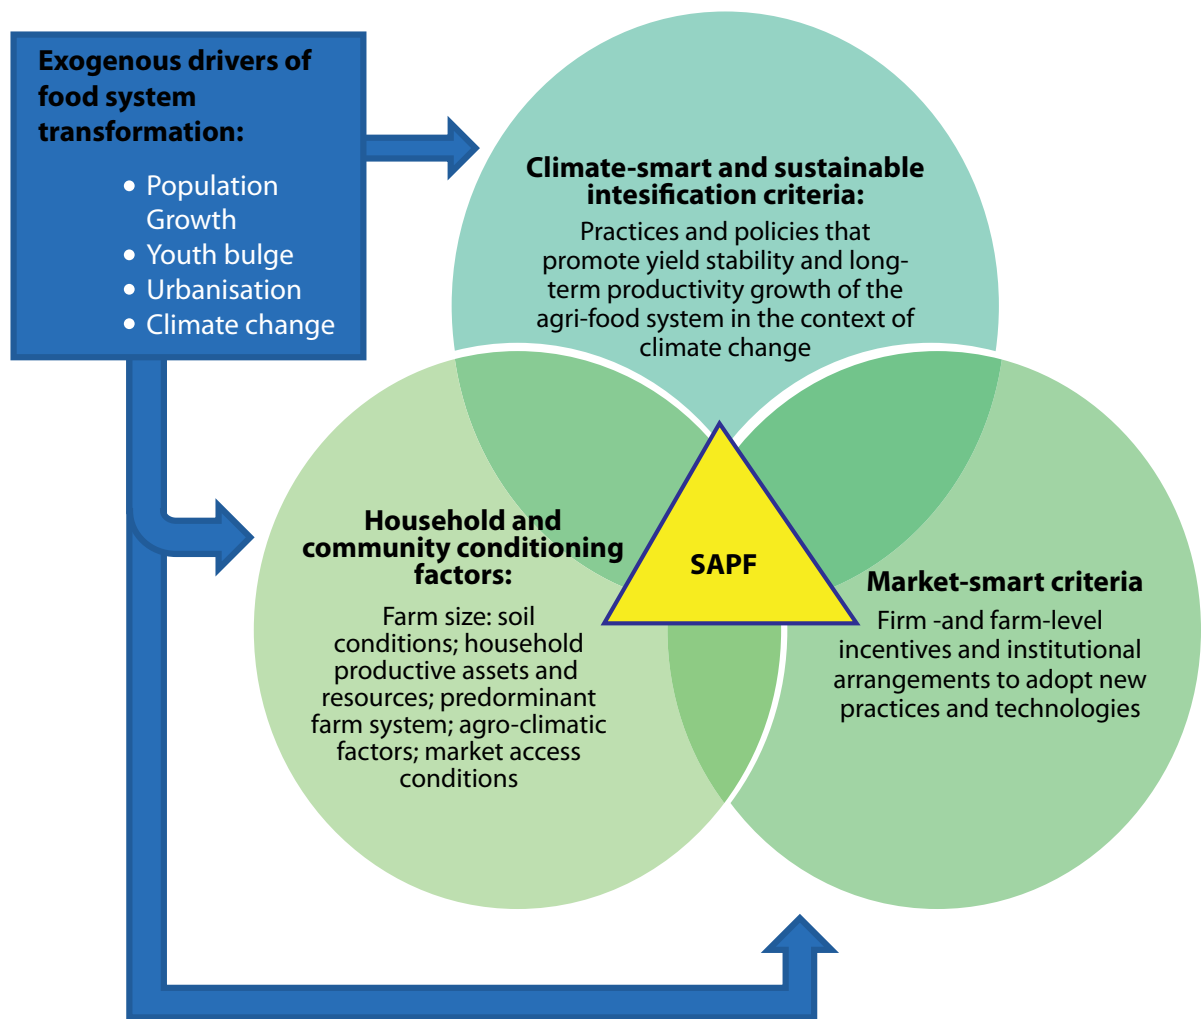 Exogenous drivers of
food system
transformation:
• Population
Growth
• Youth bulge
• Urbanisation
• Climate change
Climate-smart and sustainable
intesification criteria:
Practices and policies that
promote yield stability and long-
term productivity growth of the
agri-food system in the context of
climate change
Household and
community conditioning
factors:
Farm size: soil
conditions; household
productive assets and
resources; predorminant
farm system; agro-climatic
factors; market access
conditions
SAPF
Market-smart criteria
Firm -and farm-level
incentives and institutional
arrangements to adopt new
practices and technologies